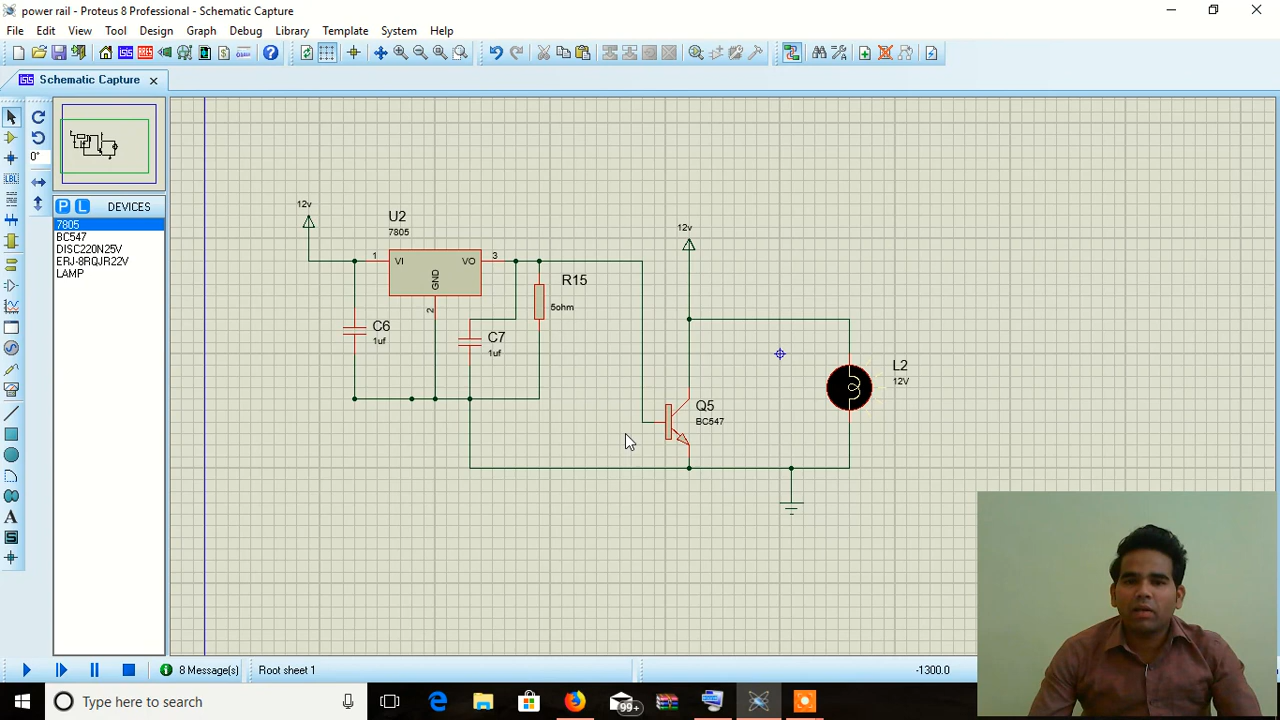 power rail - Proteus 8 Professional - Schematic Capture
File Edit View Tool Design Graph Debug Library Template System Help
Schematic Capture
0°
LBL
P L DEVICES
7805
BC547
DISC220N25V
ERJ-8RQJR22V
LAMP
A
12v
U2
7805
1
VI
VO
3
GND
2
C6
1uf
C7
1uf
R15
5ohm
12v
Q5
BC547
L2
12V
8 Message(s)
Root sheet 1
-1300.0
Type here to search
99+